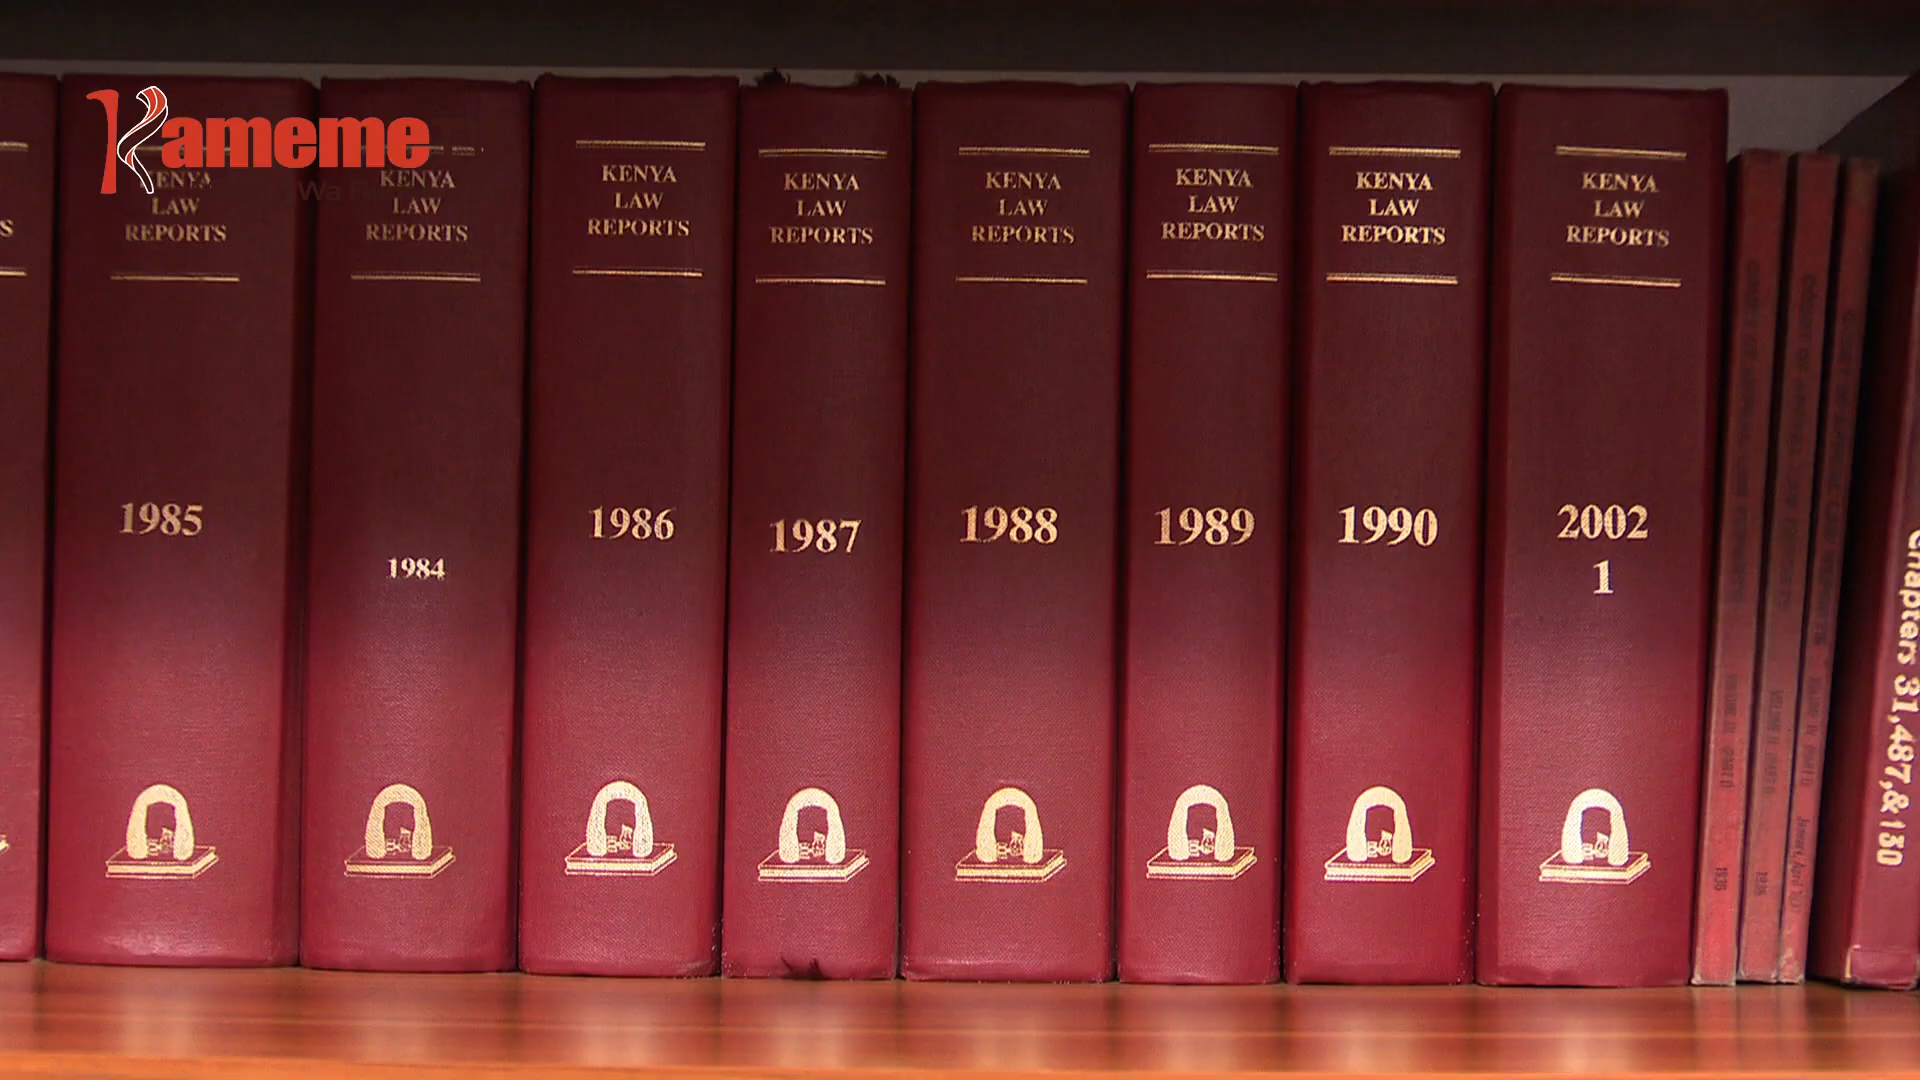 Kameme
S
KENYA
LAW
REPORTS
1985
KENYA
LAW
REPORTS
1984
KENYA
LAW
REPORTS
1986
KENYA
LAW
REPORTS
1987
KENYA
LAW
REPORTS
1988
KENYA
LAW
REPORTS
1989
KENYA
LAW
REPORTS
1990
KENYA
LAW
REPORTS
2002
1
Chapters 31,487,&130